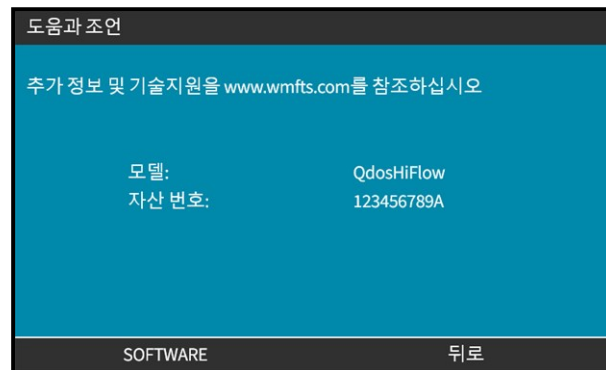 도움과 조언
추가 정보 및 기술지원을 www.wmfts.com를 참조하십시오
모델: QdosHiFlow
자산 번호: 123456789A
SOFTWARE 뒤로